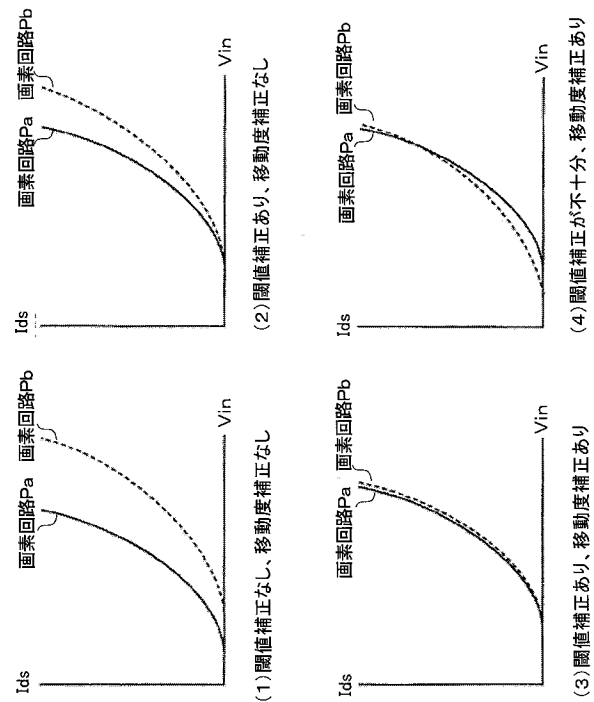 Ids
画素回路Pa
画素回路Pb
Vin
(1)閾値補正なし、移動度補正なし
Ids
画素回路Pa
画素回路Pb
Vin
(2)閾値補正あり、移動度補正なし
Ids
画素回路Pa
画素回路Pb
Vin
(3)閾値補正あり、移動度補正あり
Ids
画素回路Pa
画素回路Pb
Vin
(4)閾値補正が不十分、移動度補正あり